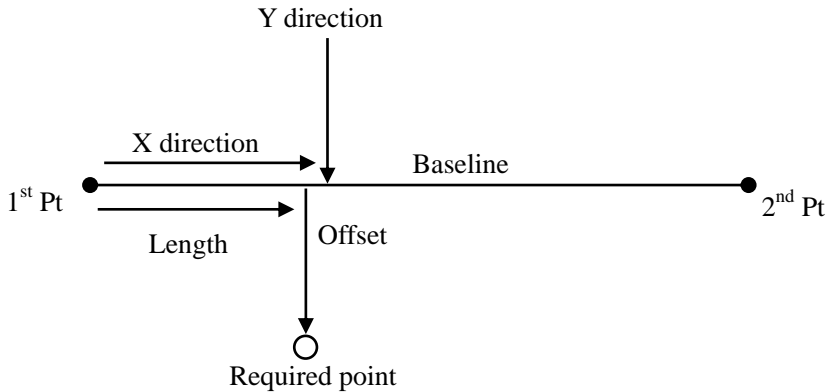 Y direction
X direction
Baseline
1st Pt
2nd Pt
Length
Offset
Required point